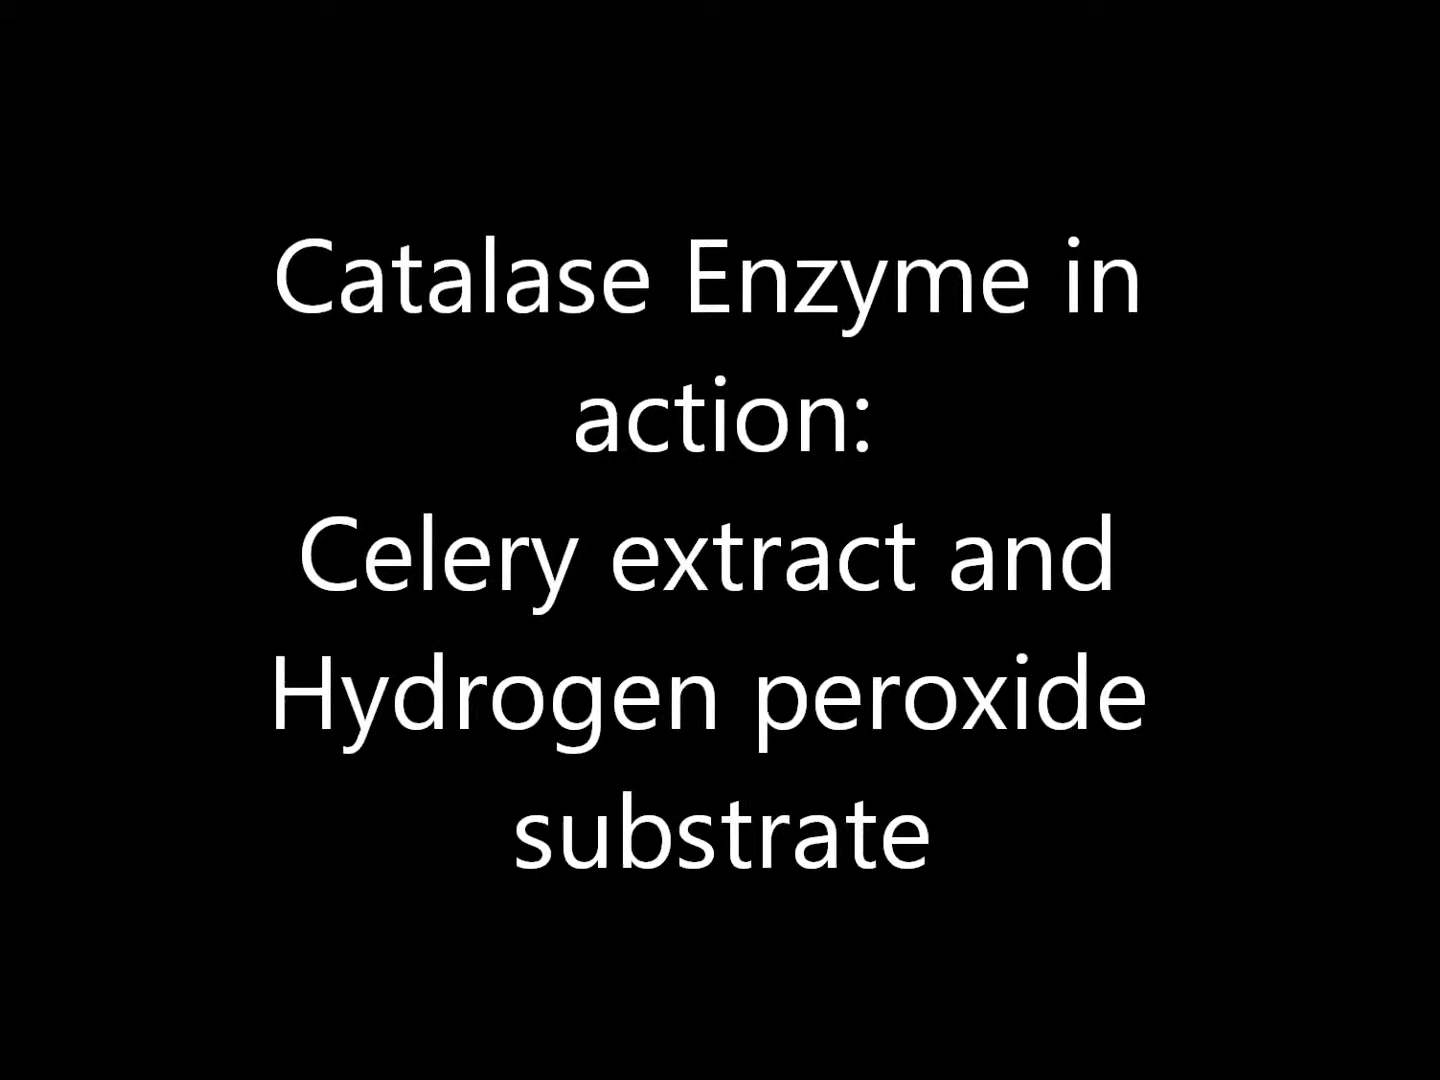 Catalase Enzyme in
action:
Celery extract and
Hydrogen peroxide
substrate